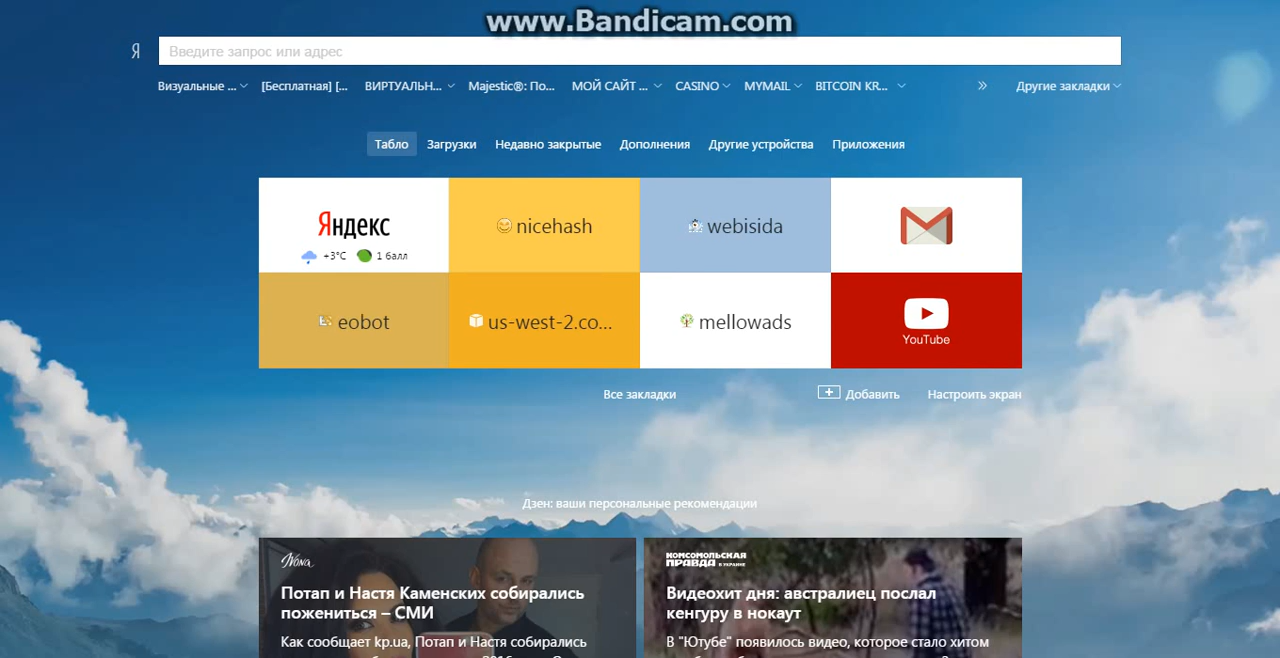 www.Bandicam.com
Я
Введите запрос или адрес
Визуальные ...
[Бесплатная] [...
ВИРТУАЛЬН...
Majestic®: По...
МОЙ САЙТ ...
CASINO
MYMAIL
BITCOIN KR...
»
Другие закладки
Табло
Загрузки
Недавно закрытые
Дополнения
Другие устройства
Приложения
Яндекс
+3°C
1 балл
nicehash
webisida
eobot
us-west-2.co...
mellowads
YouTube
Все закладки
Добавить
Настроить экран
Дзен: ваши персональные рекомендации
Nona
Потап и Настя Каменских собирались
пожениться – СМИ
Как сообщает kp.ua, Потап и Настя собирались
КОМСОМОЛЬСКАЯ
ПРАВДА В УКРАИНЕ
Видеохит дня: австралиец послал
кенгуру в нокаут
В "Ютубе" появилось видео, которое стало хитом